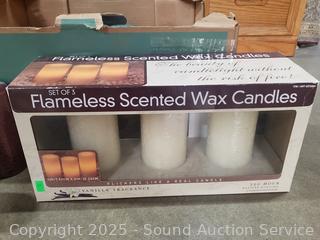 Flameless Scented Wax Candles
The beauty of
candlelight without
the risk of fire!
SET OF 3
Flameless Scented Wax Candles
FLICKERS LIKE A REAL CANDLE
VANILLA FRAGRANCE
Copyright 2025 - Sound Auction Service